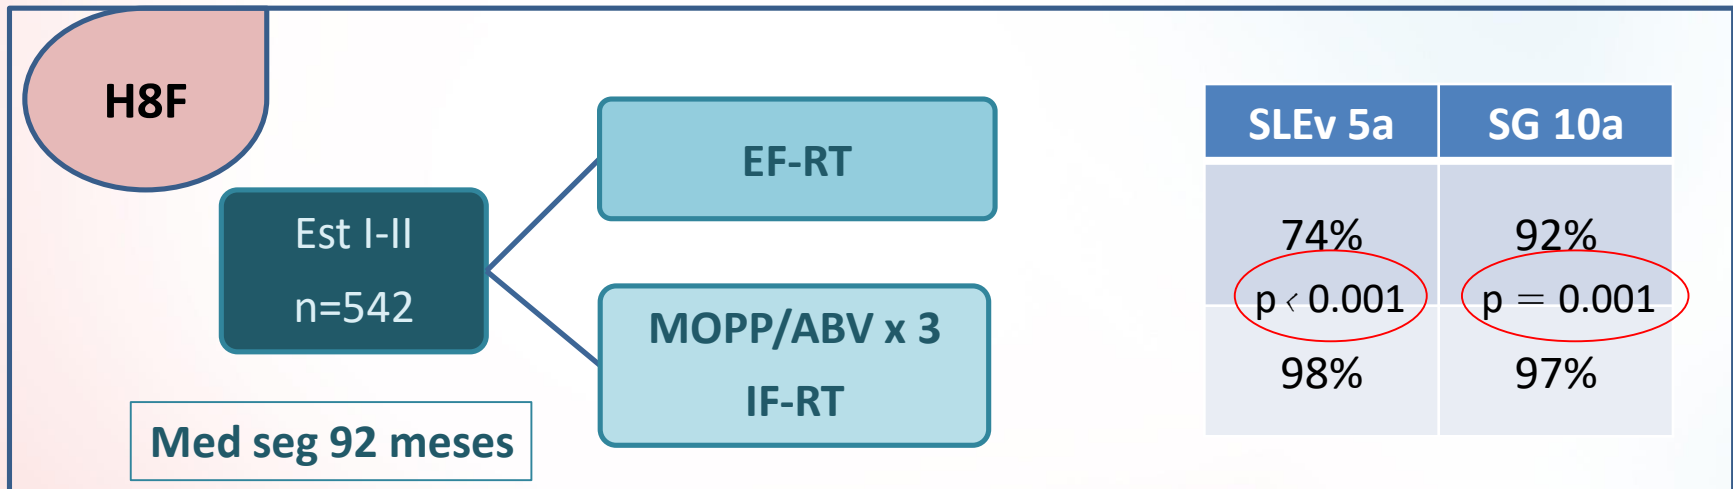 H8F
Est I-II
n=542
Med seg 92 meses
EF-RT
MOPP/ABV x 3
IF-RT
SLEv 5a SG 10a
74% 92%
p < 0.001 p = 0.001
98% 97%